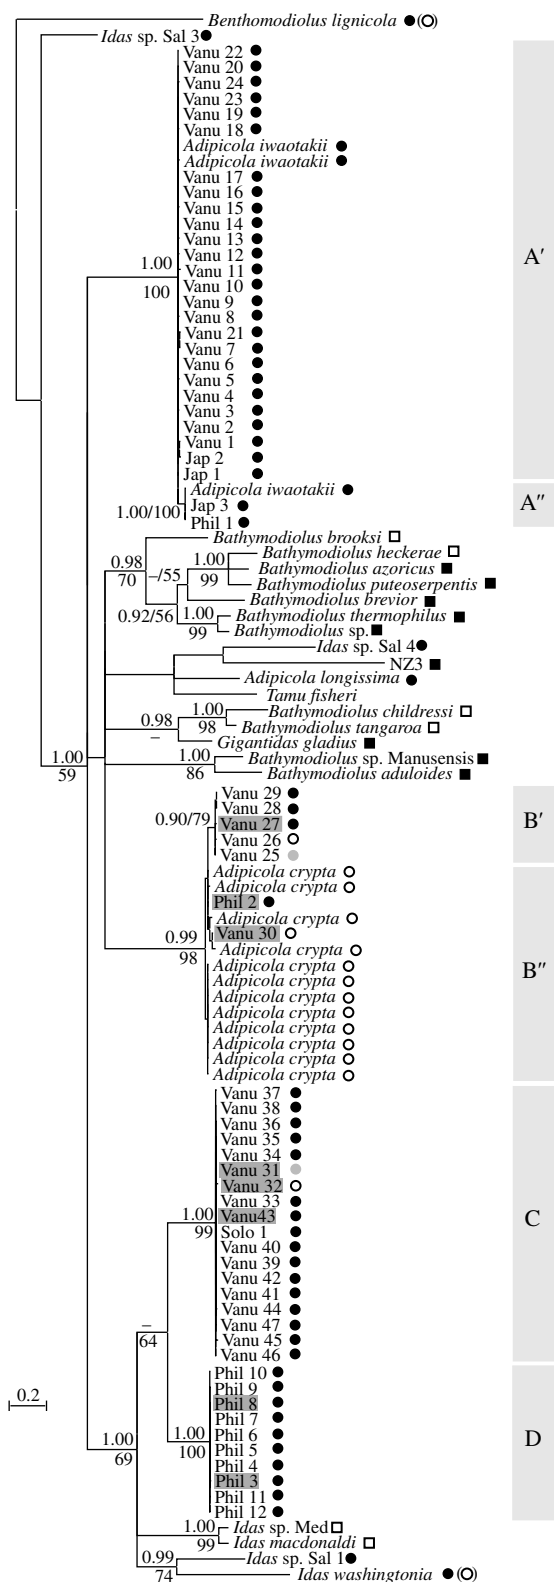 Benthomodiolus lignicola ●(○)
Idas sp. Sal 3 ●
Vanu 22 ●
Vanu 20 ●
Vanu 24 ●
Vanu 23 ●
Vanu 19 ●
Vanu 18 ●
Adipicola iwaotakii ●
Adipicola iwaotakii ●
Vanu 17 ●
Vanu 16 ●
Vanu 15 ●
Vanu 14 ●
Vanu 13 ●
Vanu 12 ●
A′
1.00
Vanu 11 ●
100
Vanu 10 ●
Vanu 9 ●
Vanu 8 ●
Vanu 21 ●
Vanu 7 ●
Vanu 6 ●
Vanu 5 ●
Vanu 4 ●
Vanu 3 ●
Vanu 2 ●
Vanu 1 ●
Jap 2 ●
Jap 1 ●
Adipicola iwaotakii ●
Jap 3 ●
A″
1.00/100
Phil 1 ●
Bathymodiolus brooksi □
Bathymodiolus heckerae □
0.98
70
–/55
1.00
99
Bathymodiolus azoricus ■
Bathymodiolus puteoserpentis ■
Bathymodiolus brevior ■
0.92/56
1.00
99
Bathymodiolus thermophilus ■
Bathymodiolus sp. ■
Idas sp. Sal 4 ●
NZ3 ■
Adipicola longissima ●
Tamu fisheri
Bathymodiolus childressi □
1.00
98
Bathymodiolus tangaroa □
0.98
–
Gigantidas gladius ■
1.00
59
1.00
86
Bathymodiolus sp. Manusensis ■
Bathymodiolus aduloides ■
Vanu 29 ●
Vanu 28 ●
0.90/79
Vanu 27 ●
B′
Vanu 26 ○
Vanu 25 ●
Adipicola crypta ○
Adipicola crypta ○
Phil 2 ●
Adipicola crypta ○
Vanu 30 ○
0.99
98
Adipicola crypta ○
B″
Adipicola crypta ○
Adipicola crypta ○
Adipicola crypta ○
Adipicola crypta ○
Adipicola crypta ○
Adipicola crypta ○
Adipicola crypta ○
Adipicola crypta ○
Vanu 37 ●
Vanu 38 ●
Vanu 36 ●
Vanu 35 ●
Vanu 34 ●
Vanu 31 ●
Vanu 32 ○
Vanu 33 ●
1.00
99
Vanu43 ●
C
Solo 1 ●
Vanu 40 ●
Vanu 39 ●
Vanu 42 ●
Vanu 41 ●
Vanu 44 ●
Vanu 47 ●
–
64
Vanu 45 ●
Vanu 46 ●
Phil 10 ●
Phil 9 ●
0.2
Phil 8 ●
Phil 7 ●
1.00
100
Phil 6 ●
D
1.00
69
Phil 5 ●
Phil 4 ●
Phil 3 ●
Phil 11 ●
Phil 12 ●
1.00
99
Idas sp. Med □
Idas macdonaldi □
0.99
74
Idas sp. Sal 1 ●
Idas washingtonia ●(○)